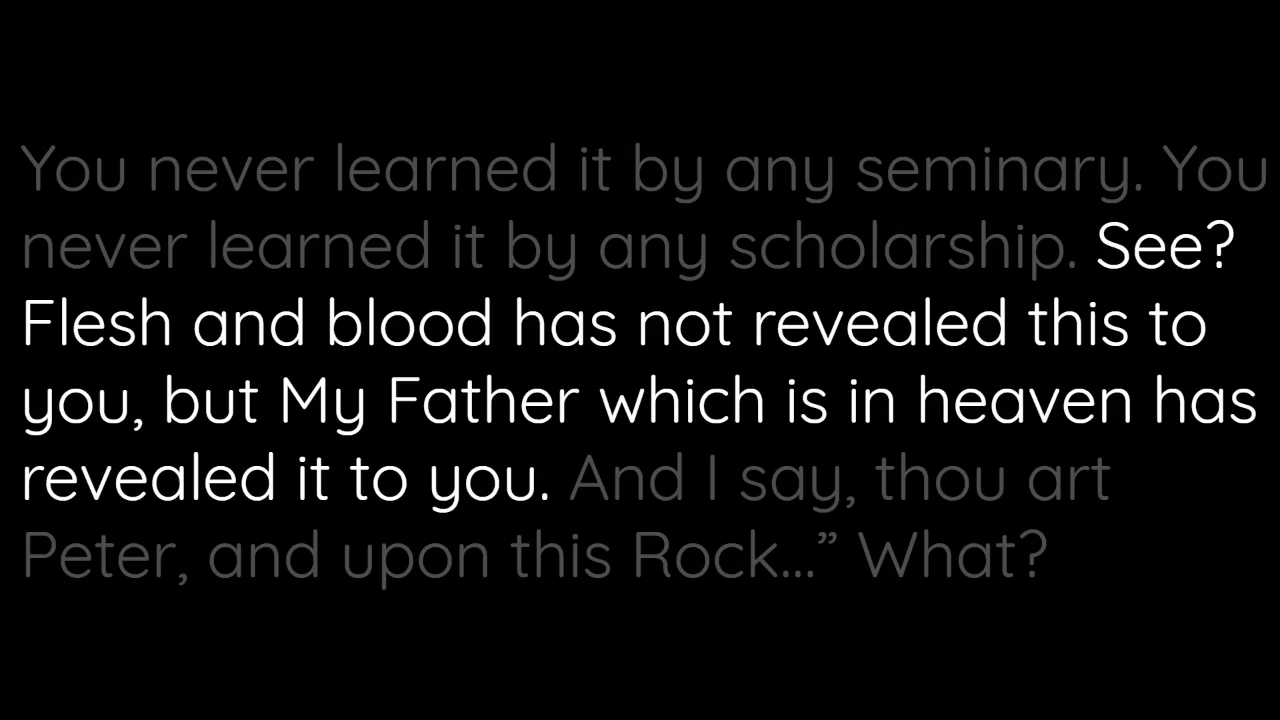 You never learned it by any seminary. You
never learned it by any scholarship. See?
Flesh and blood has not revealed this to
you, but My Father which is in heaven has
revealed it to you. And I say, thou art
Peter, and upon this Rock...” What?